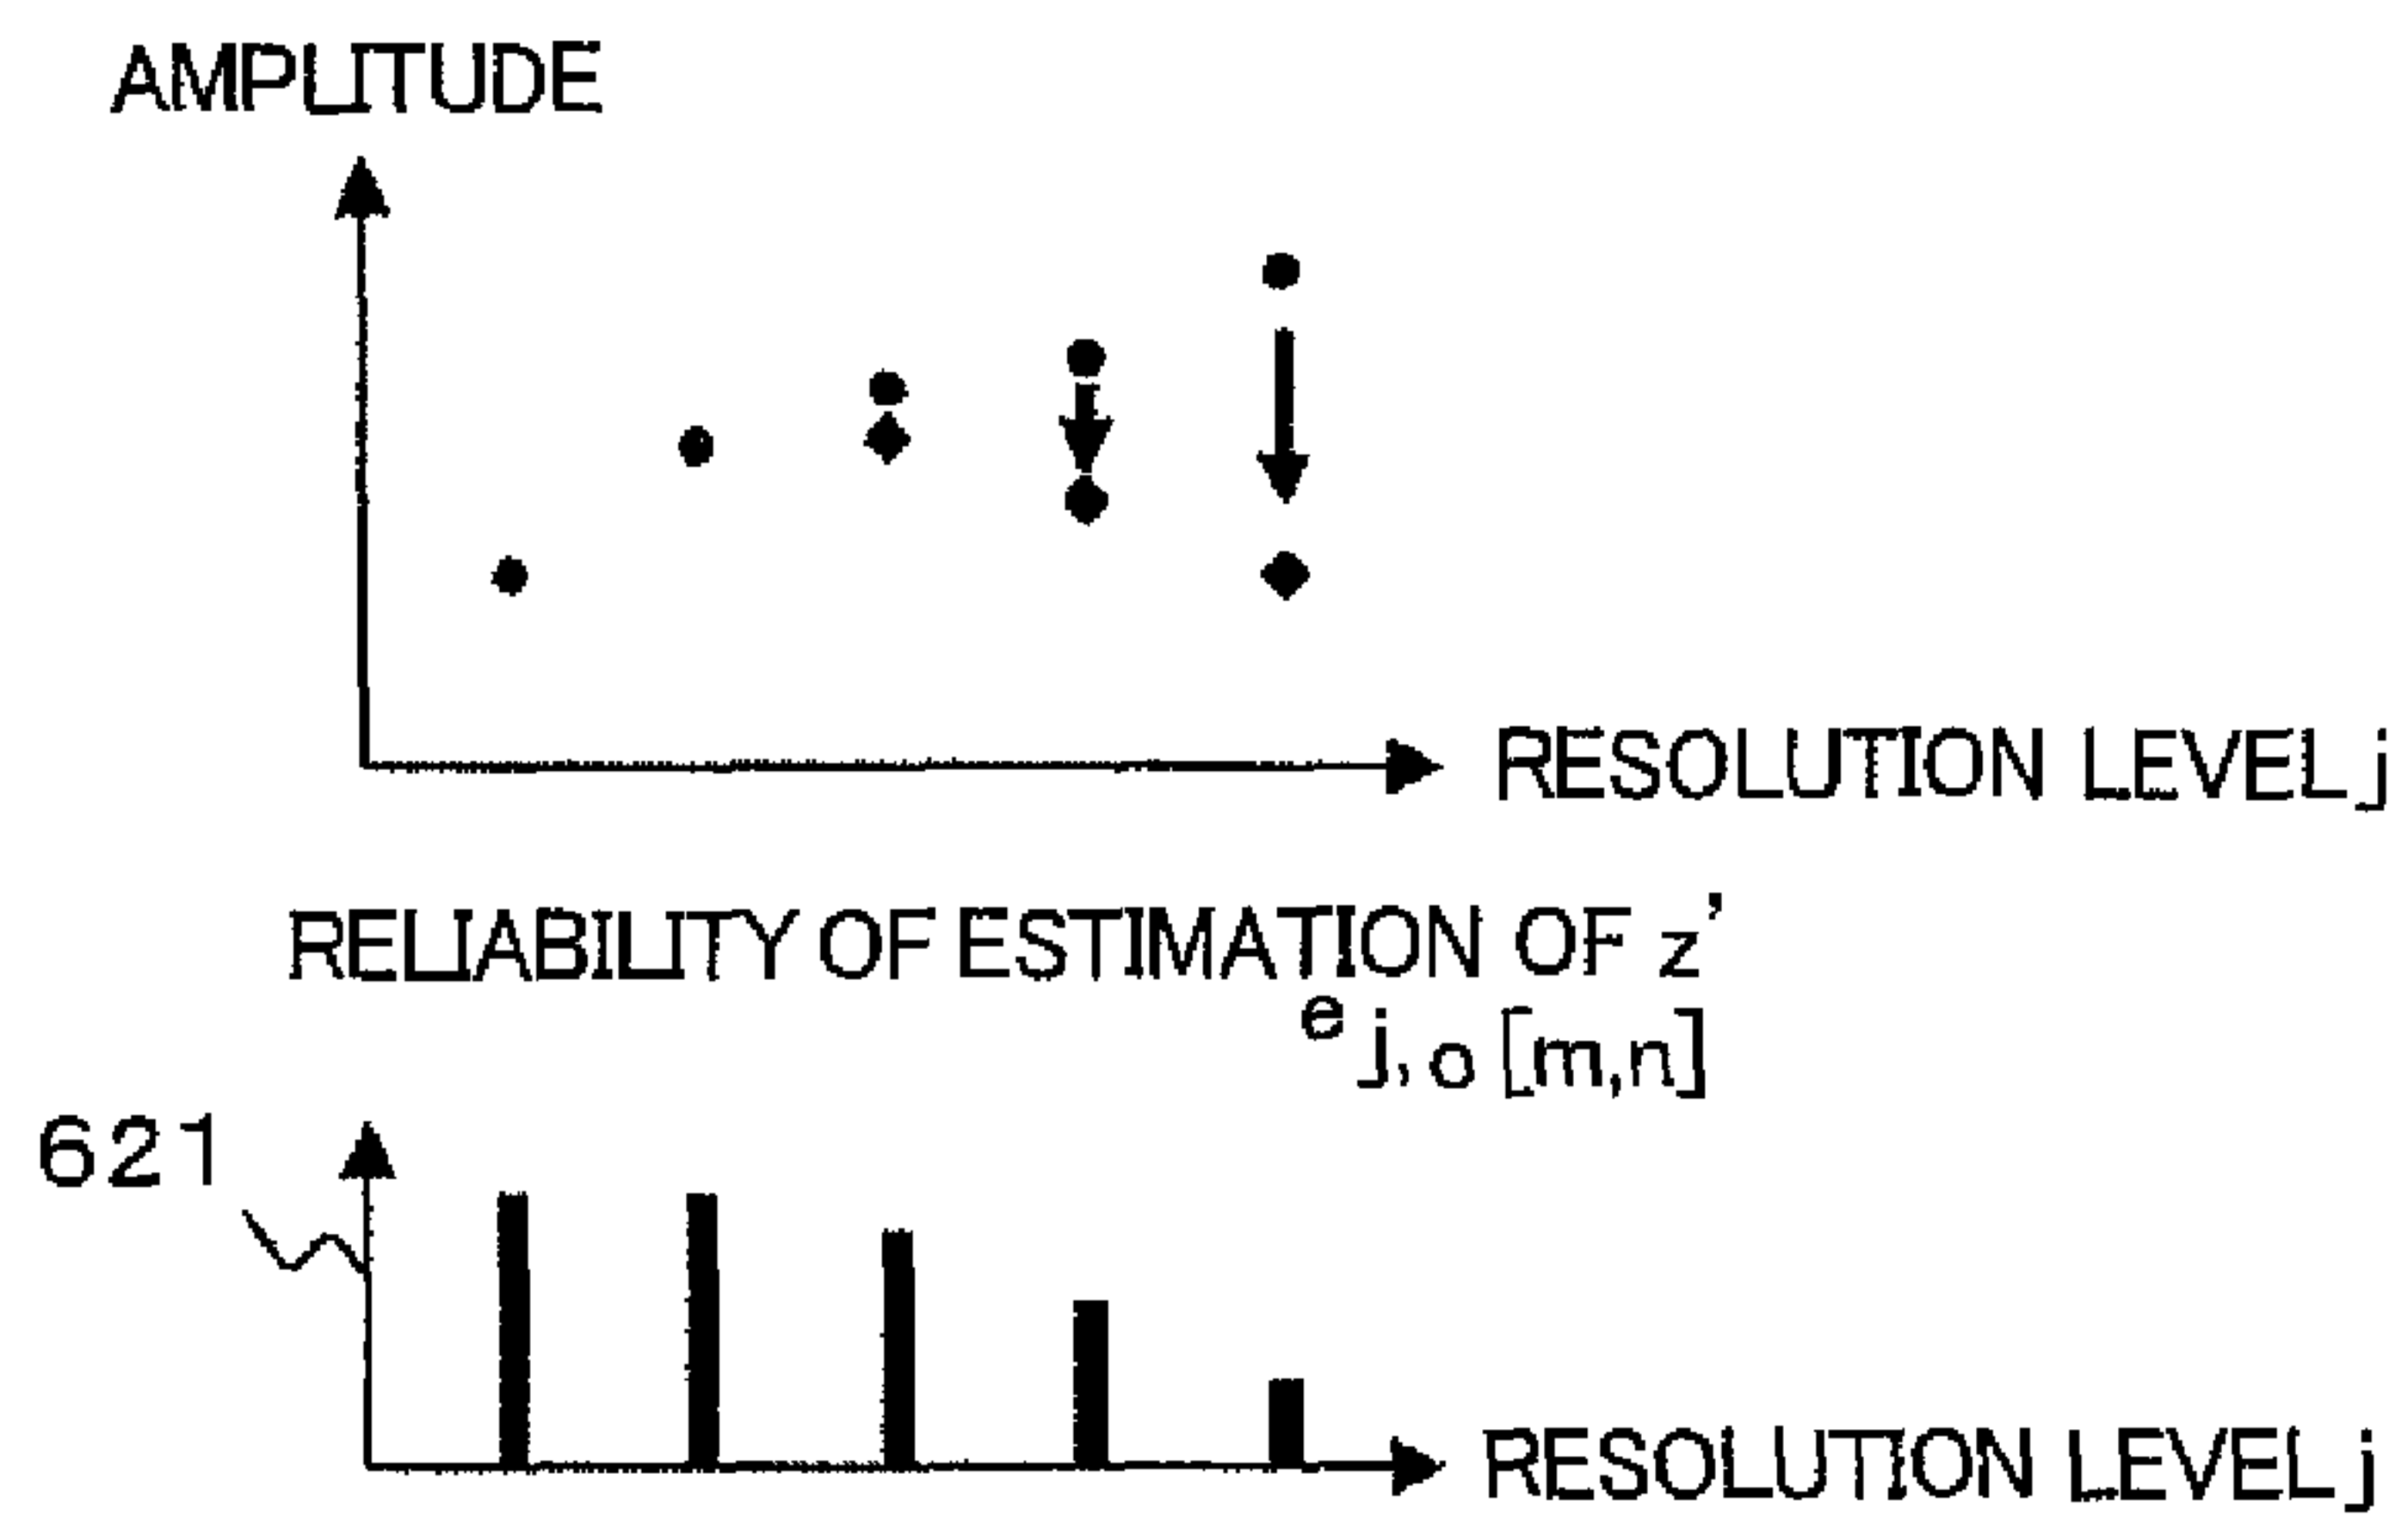 AMPLITUDE
RESOLUTION LEVEL j
RELIABILITY OF ESTIMATION OF z'
e j, o [m,n]
621
RESOLUTION LEVEL j